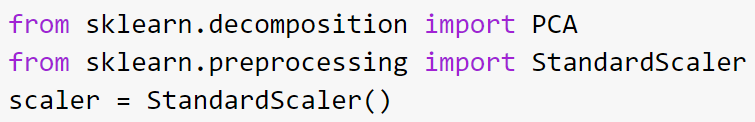 from sklearn.decomposition import PCA
from sklearn.preprocessing import StandardScaler
scaler = StandardScaler()